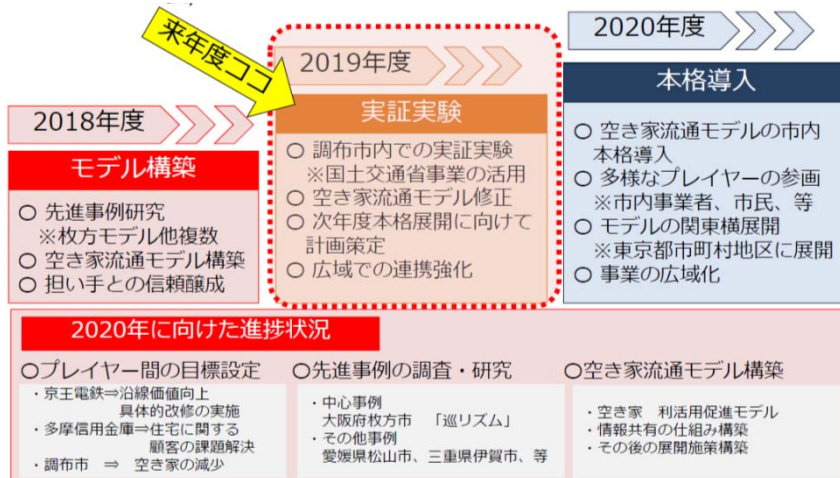 来年度ココ
2018年度
モデル構築
○ 先進事例研究
※枚方モデル他複数
○ 空き家流通モデル構築
○ 担い手との信頼醸成
2019年度
実証実験
○ 調布市内での実証実験
※国土交通省事業の活用
○ 空き家流通モデル修正
○ 次年度本格展開に向けて
計画策定
○ 広域での連携強化
2020年度
本格導入
○ 空き家流通モデルの市内
本格導入
○ 多様なプレイヤーの参画
※市内事業者、市民、等
○ モデルの関東横展開
※東京都市町村地区に展開
○ 事業の広域化
2020年に向けた進捗状況
○プレイヤー間の目標設定
・京王電鉄⇒沿線価値向上
具体的改修の実施
・多摩信用金庫⇒住宅に関する
顧客の課題解決
・調布市 ⇒ 空き家の減少
○先進事例の調査・研究
・中心事例
大阪府枚方市 「巡リズム」
・その他事例
愛媛県松山市、三重県伊賀市、等
○空き家流通モデル構築
・空き家 利活用促進モデル
・情報共有の仕組み構築
・その後の展開施策構築